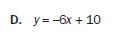 D. y = -6x + 10